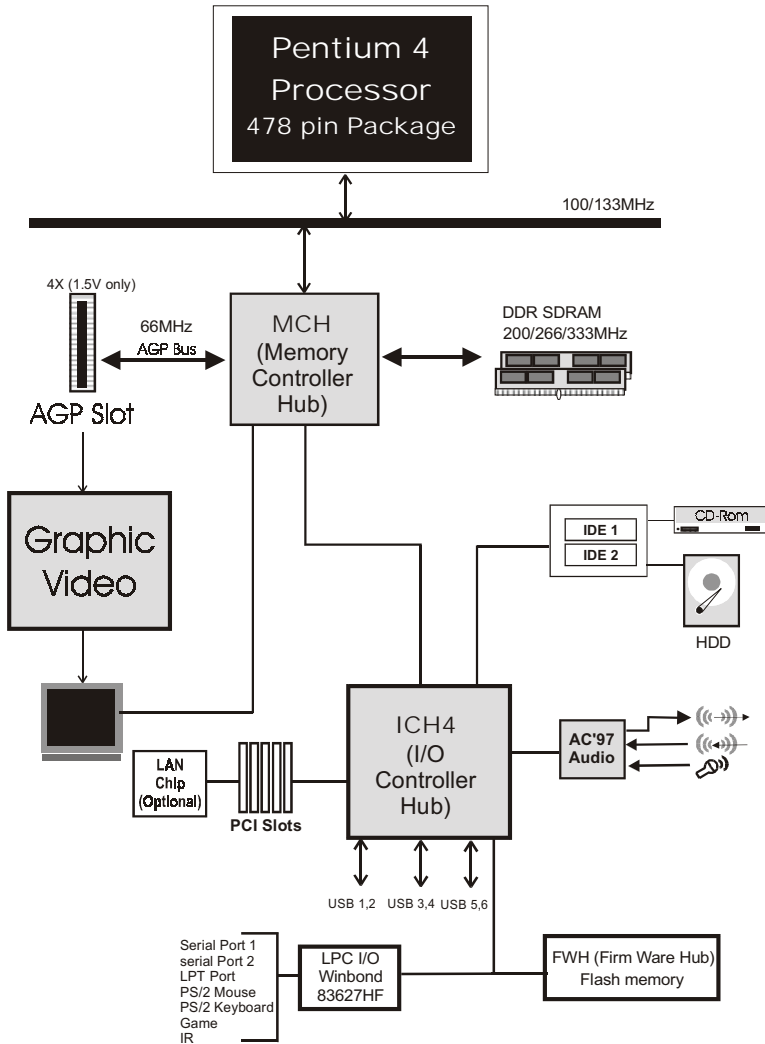 Pentium 4
Processor
478 pin Package
100/133MHz
4X (1.5V only)
66MHz
AGP Bus
AGP Slot
MCH
(Memory
Controller
Hub)
DDR SDRAM
200/266/333MHz
Graphic
Video
IDE 1
IDE 2
CD-Rom
HDD
ICH4
(I/O
Controller
Hub)
AC'97
Audio
LAN
Chip
(Optional)
PCI Slots
USB 1,2
USB 3,4
USB 5,6
Serial Port 1
serial Port 2
LPT Port
PS/2 Mouse
PS/2 Keyboard
Game
IR
LPC I/O
Winbond
83627HF
FWH (Firm Ware Hub)
Flash memory